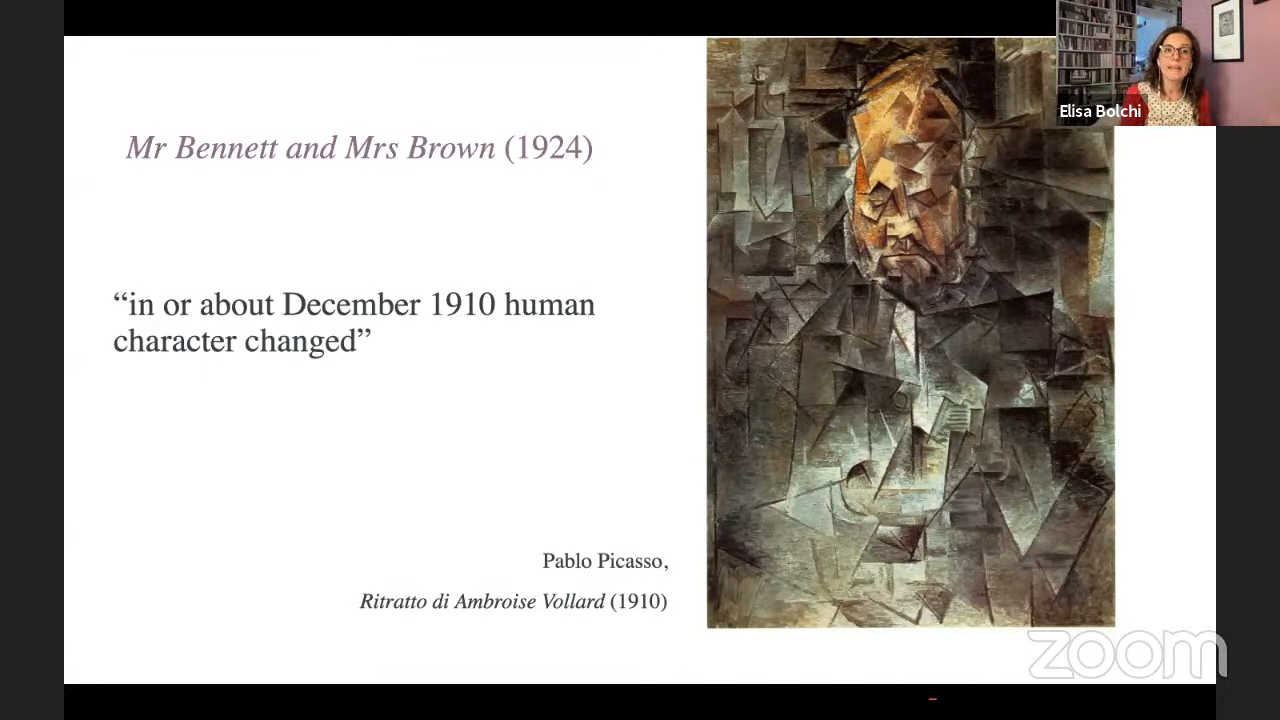 Elisa Bolchi
Mr Bennett and Mrs Brown (1924)
“in or about December 1910 human
character changed”
Pablo Picasso,
Ritratto di Ambroise Vollard (1910)
zoom